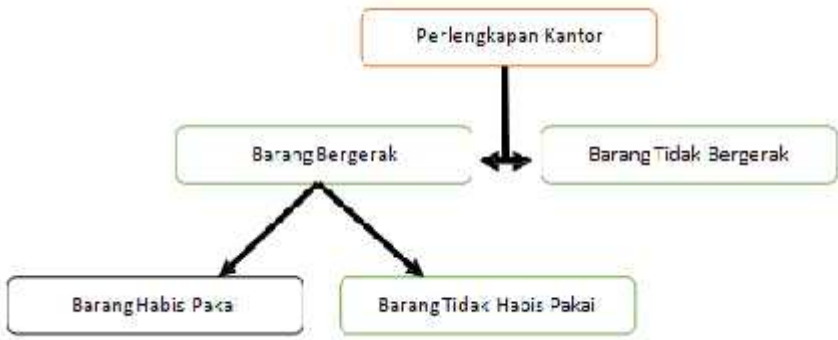 Perlengkapan Kantor
Barang Bergerak
Barang Tidak Bergerak
Barang Habis Paka
Barang Tidak Habis Pakai